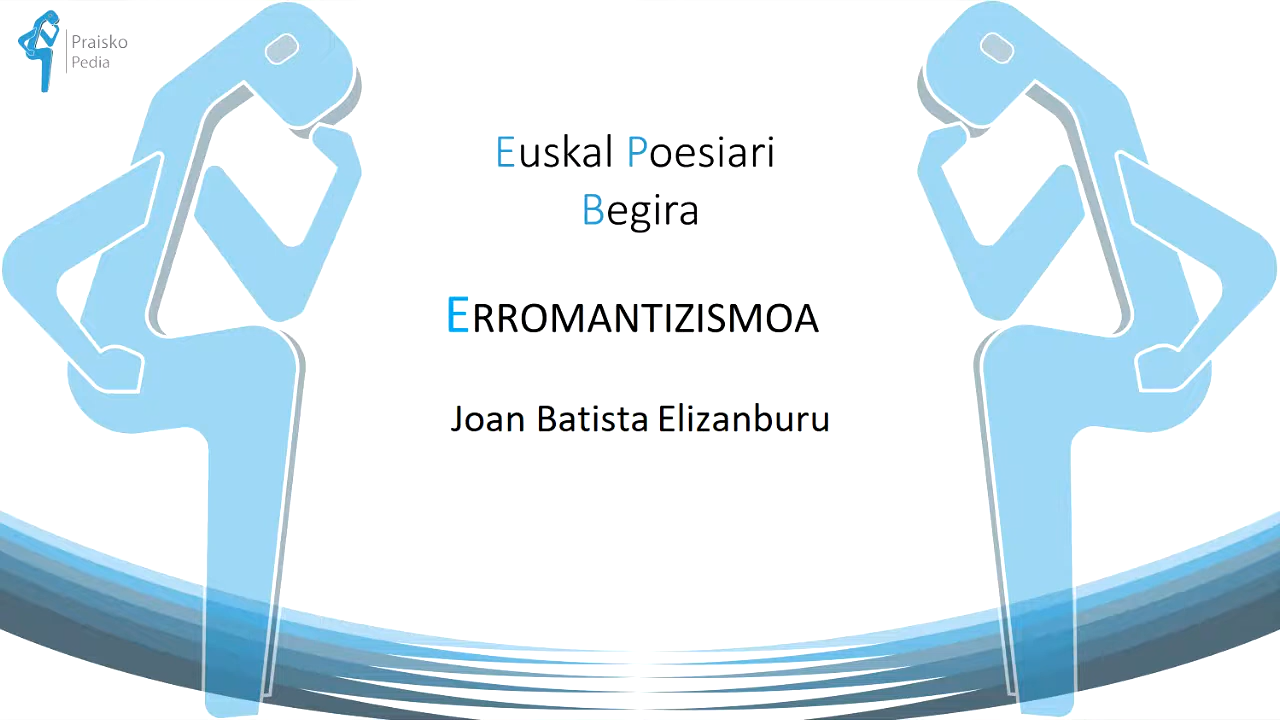 Praisko
Pedia
Euskal Poesiari
Begira
ERROMANTIZISMOA
Joan Batista Elizanburu